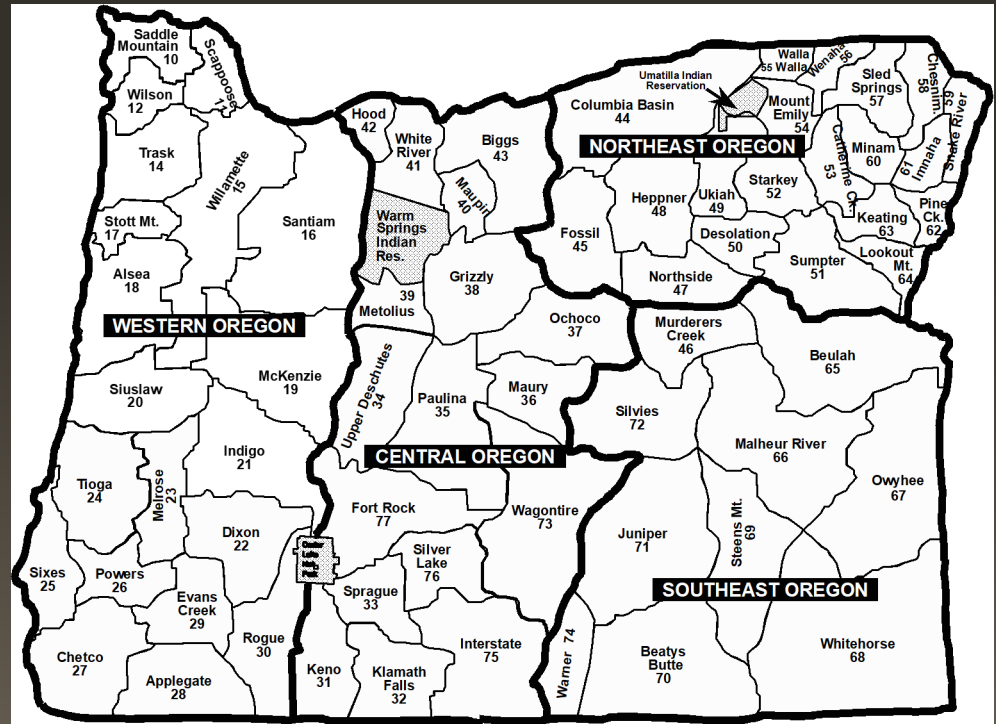 Saddle
Mountain
10
Scappoose
11
Wilson
12
Trask
14
Willamette
15
Santiam
16
Stott Mt.
17
Alsea
18
WESTERN OREGON
McKenzie
19
Siuslaw
20
Indigo
21
Melrose
23
Tioga
24
Dixon
22
Sixes
25
Powers
26
Evans
Creek
29
Rogue
30
Chetco
27
Applegate
28
Hood
42
White
River
41
Biggs
43
Maupin
40
Warm
Springs
Indian
Res.
39
Metolius
Grizzly
38
Ochoco
37
Upper Deschutes
34
Paulina
35
Maury
36
CENTRAL OREGON
Fort Rock
77
Wagontire
73
Silver
Lake
76
Sprague
33
Keno
31
Klamath
Falls
32
Interstate
75
Columbia Basin
44
Umatilla Indian
Reservation
Walla
55 Walla
Wenaha
56
Sled
Springs
57
Chesnim.
58
59
Snake River
Mount
Emily
54
NORTHEAST OREGON
Catherine Ck.
53
Minam
60
61
Imnaha
Heppner
48
Ukiah
49
Starkey
52
Fossil
45
Desolation
50
Keating
63
Pine
Ck.
62
Sumpter
51
Lookout
Mt.
64
Northside
47
Murderers
Creek
46
Beulah
65
Silvies
72
Malheur River
66
Owyhee
67
Juniper
71
Steens Mt.
69
SOUTHEAST OREGON
Warner 74
Beatys
Butte
70
Whitehorse
68